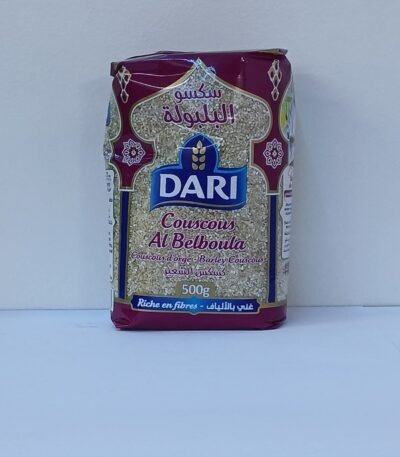 سكسو
البلبولة
DARI
Couscous
Al Belboula
Couscous d'orge - Barley Couscous
كسكس الشعير
500g
Riche en fibres - غني بالألياف